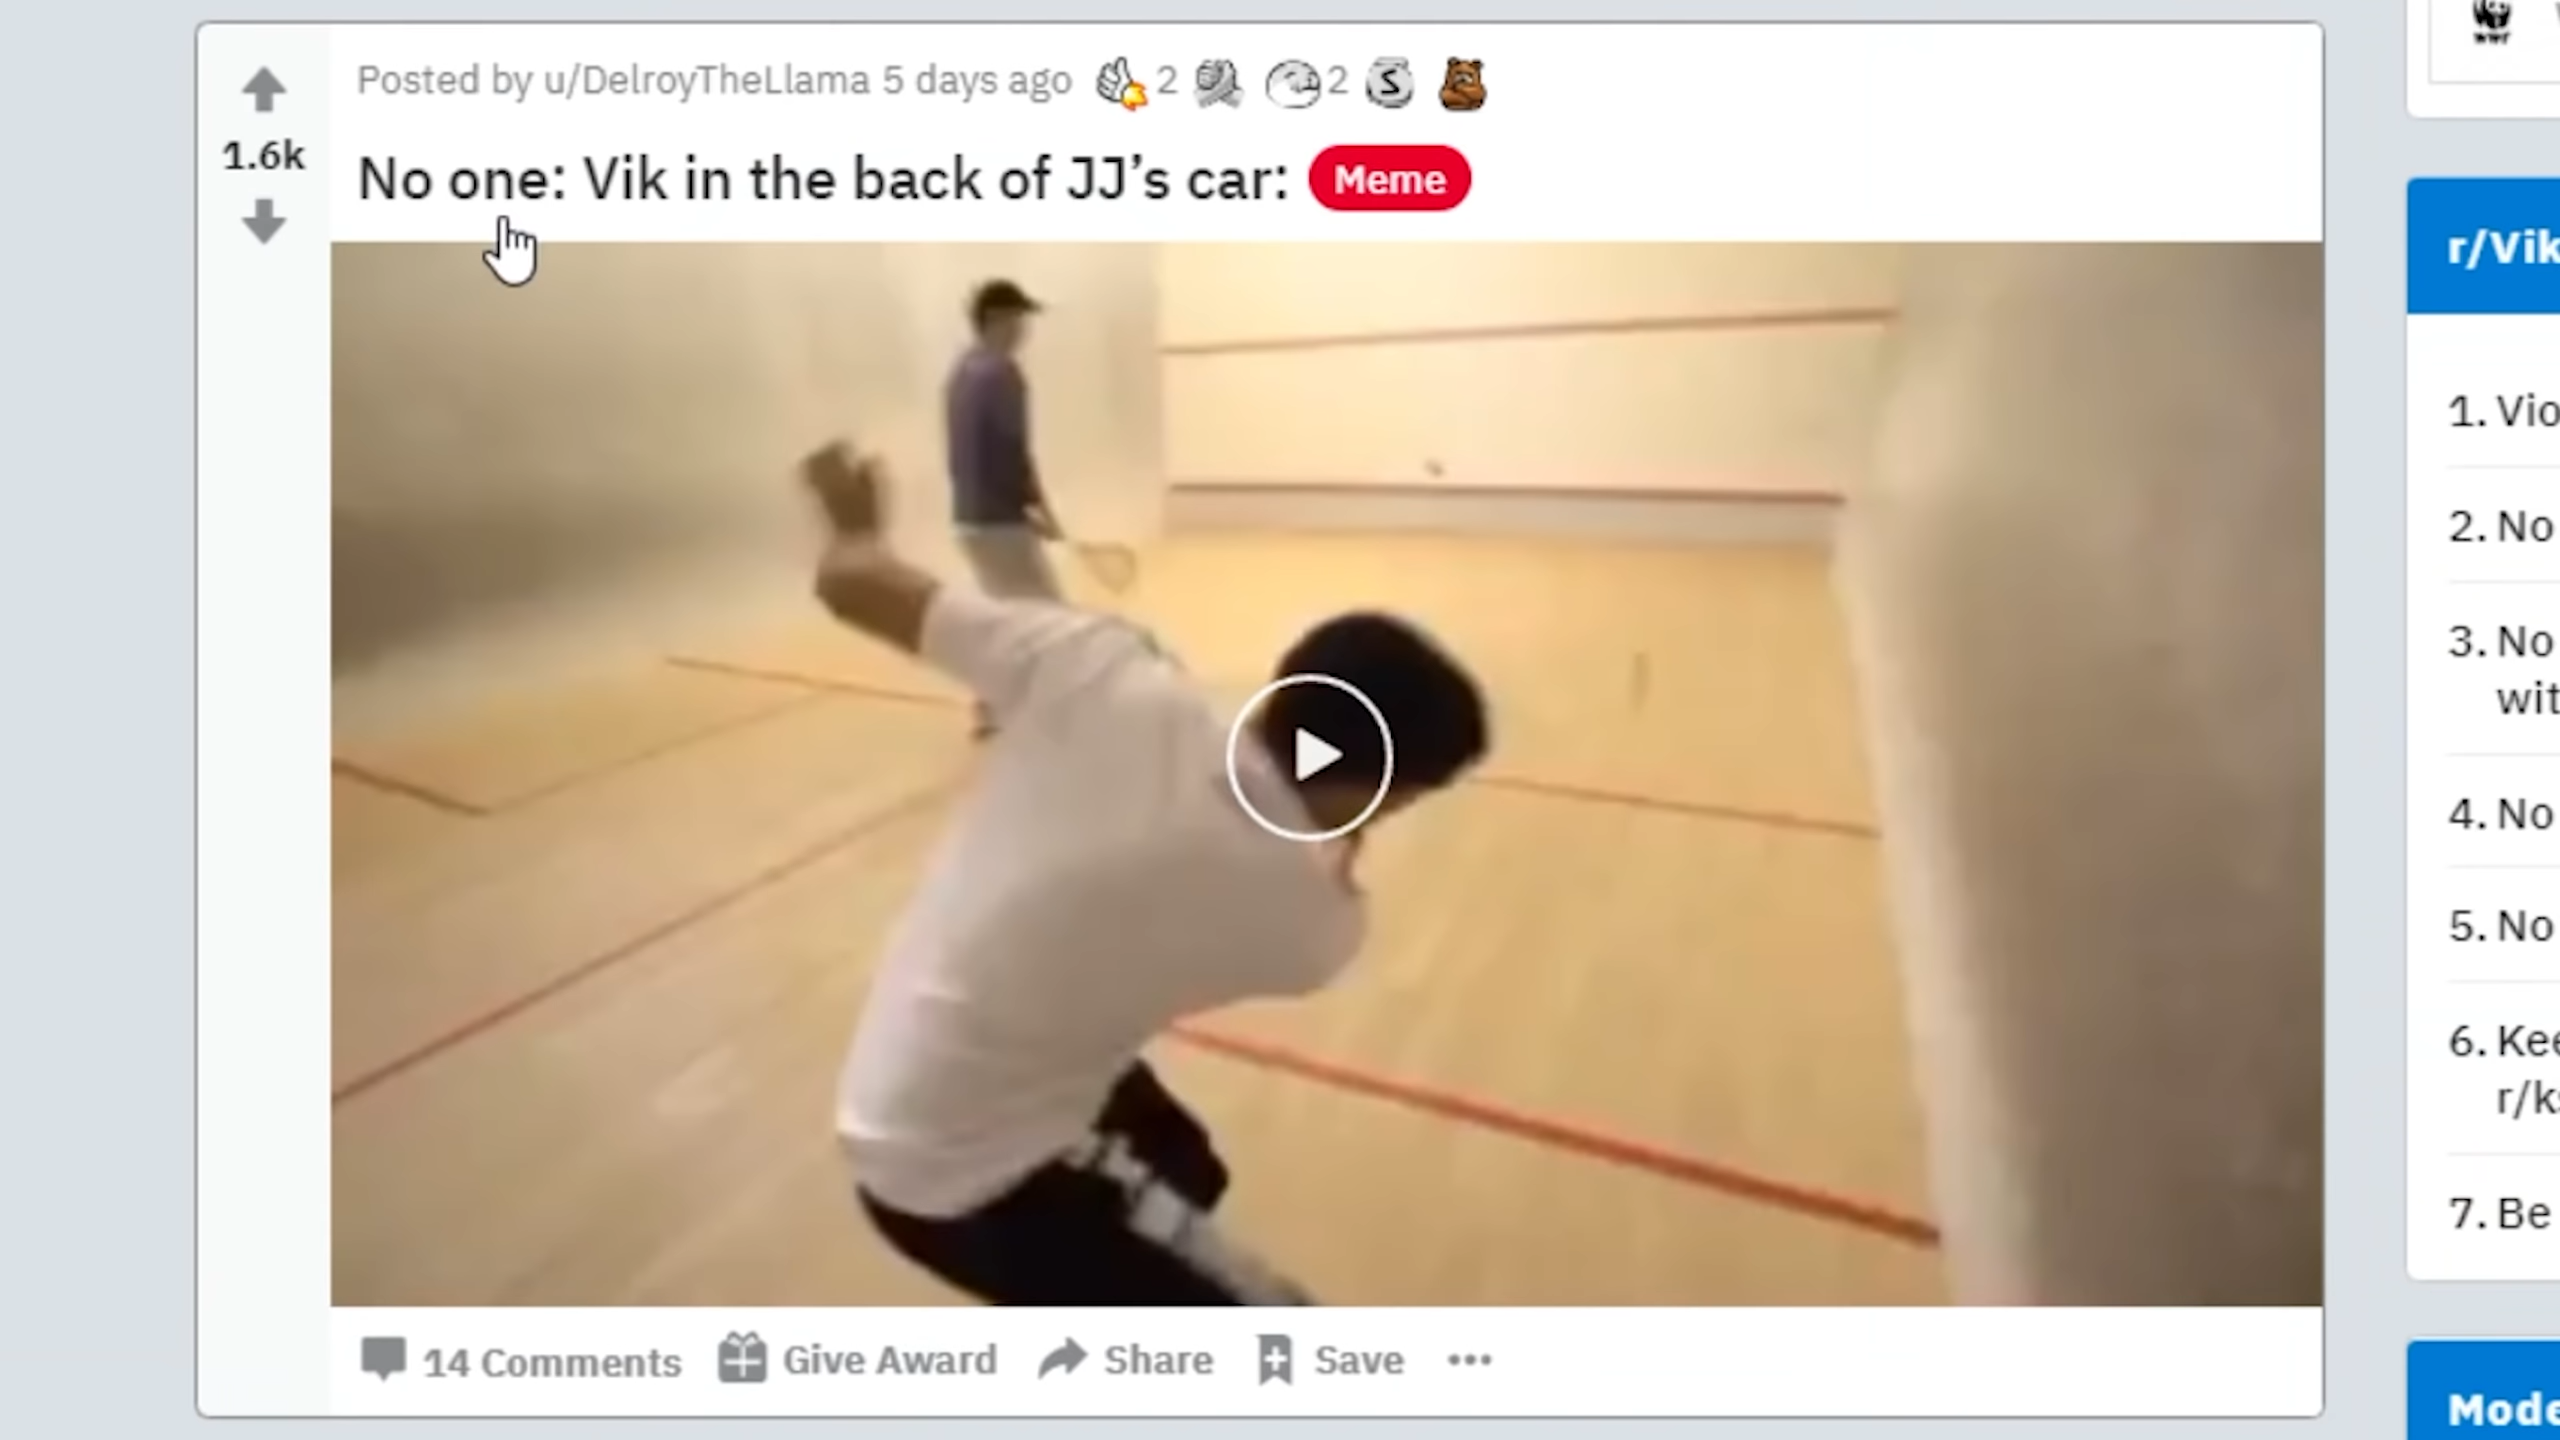 Posted by u/DelroyTheLlama 5 days ago 2 2 S
1.6k
No one: Vik in the back of JJ’s car: Meme
14 Comments Give Award Share Save
WWF
r/Vik
1. Vio
2. No
3. No
wit
4. No
5. No
6. Kee
r/k
7. Be
Mode